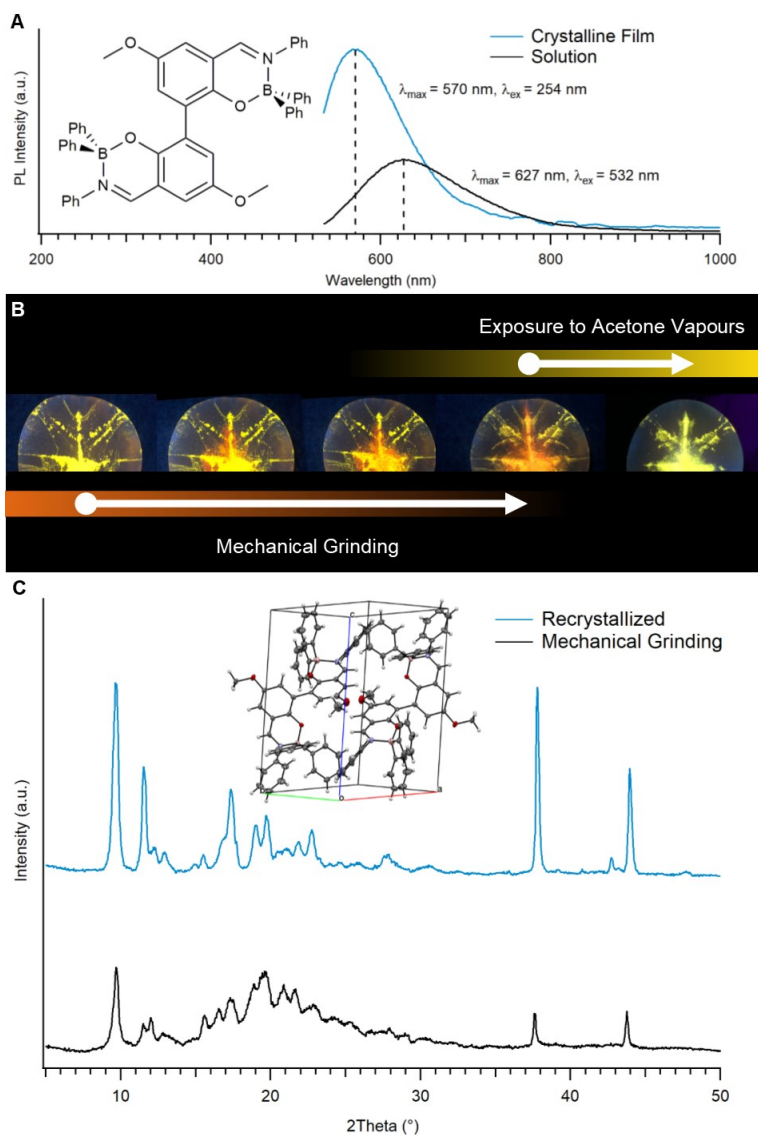 A
Crystalline Film
Solution
λmax = 570 nm, λex = 254 nm
λmax = 627 nm, λex = 532 nm
PL Intensity (a.u.)
O
N
Ph
B
Ph
Ph
O
Ph
Ph
B
O
Ph
N
O
200
400
600
800
1000
Wavelength (nm)
B
Exposure to Acetone Vapours
Mechanical Grinding
C
Recrystallized
Mechanical Grinding
c
o
a
Intensity (a.u.)
10
20
30
40
50
2Theta (°)